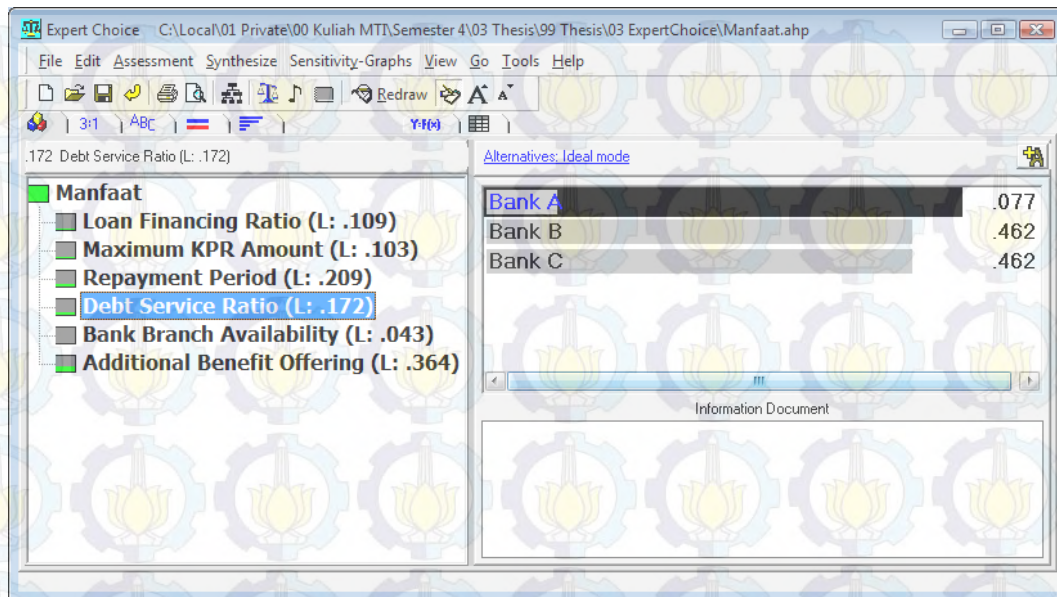 Expert Choice C:\Local\01 Private\00 Kuliah MTI\Semester 4\03 Thesis\99 Thesis\03 ExpertChoice\Manfaat.ahp
File Edit Assessment Synthesize Sensitivity-Graphs View Go Tools Help
Redraw A A
3:1 ABC Y=F(x)
.172 Debt Service Ratio (L: .172)
Alternatives: Ideal mode
Manfaat
Loan Financing Ratio (L: .109)
Maximum KPR Amount (L: .103)
Repayment Period (L: .209)
Debt Service Ratio (L: .172)
Bank Branch Availability (L: .043)
Additional Benefit Offering (L: .364)
Bank A .077
Bank B .462
Bank C .462
Information Document